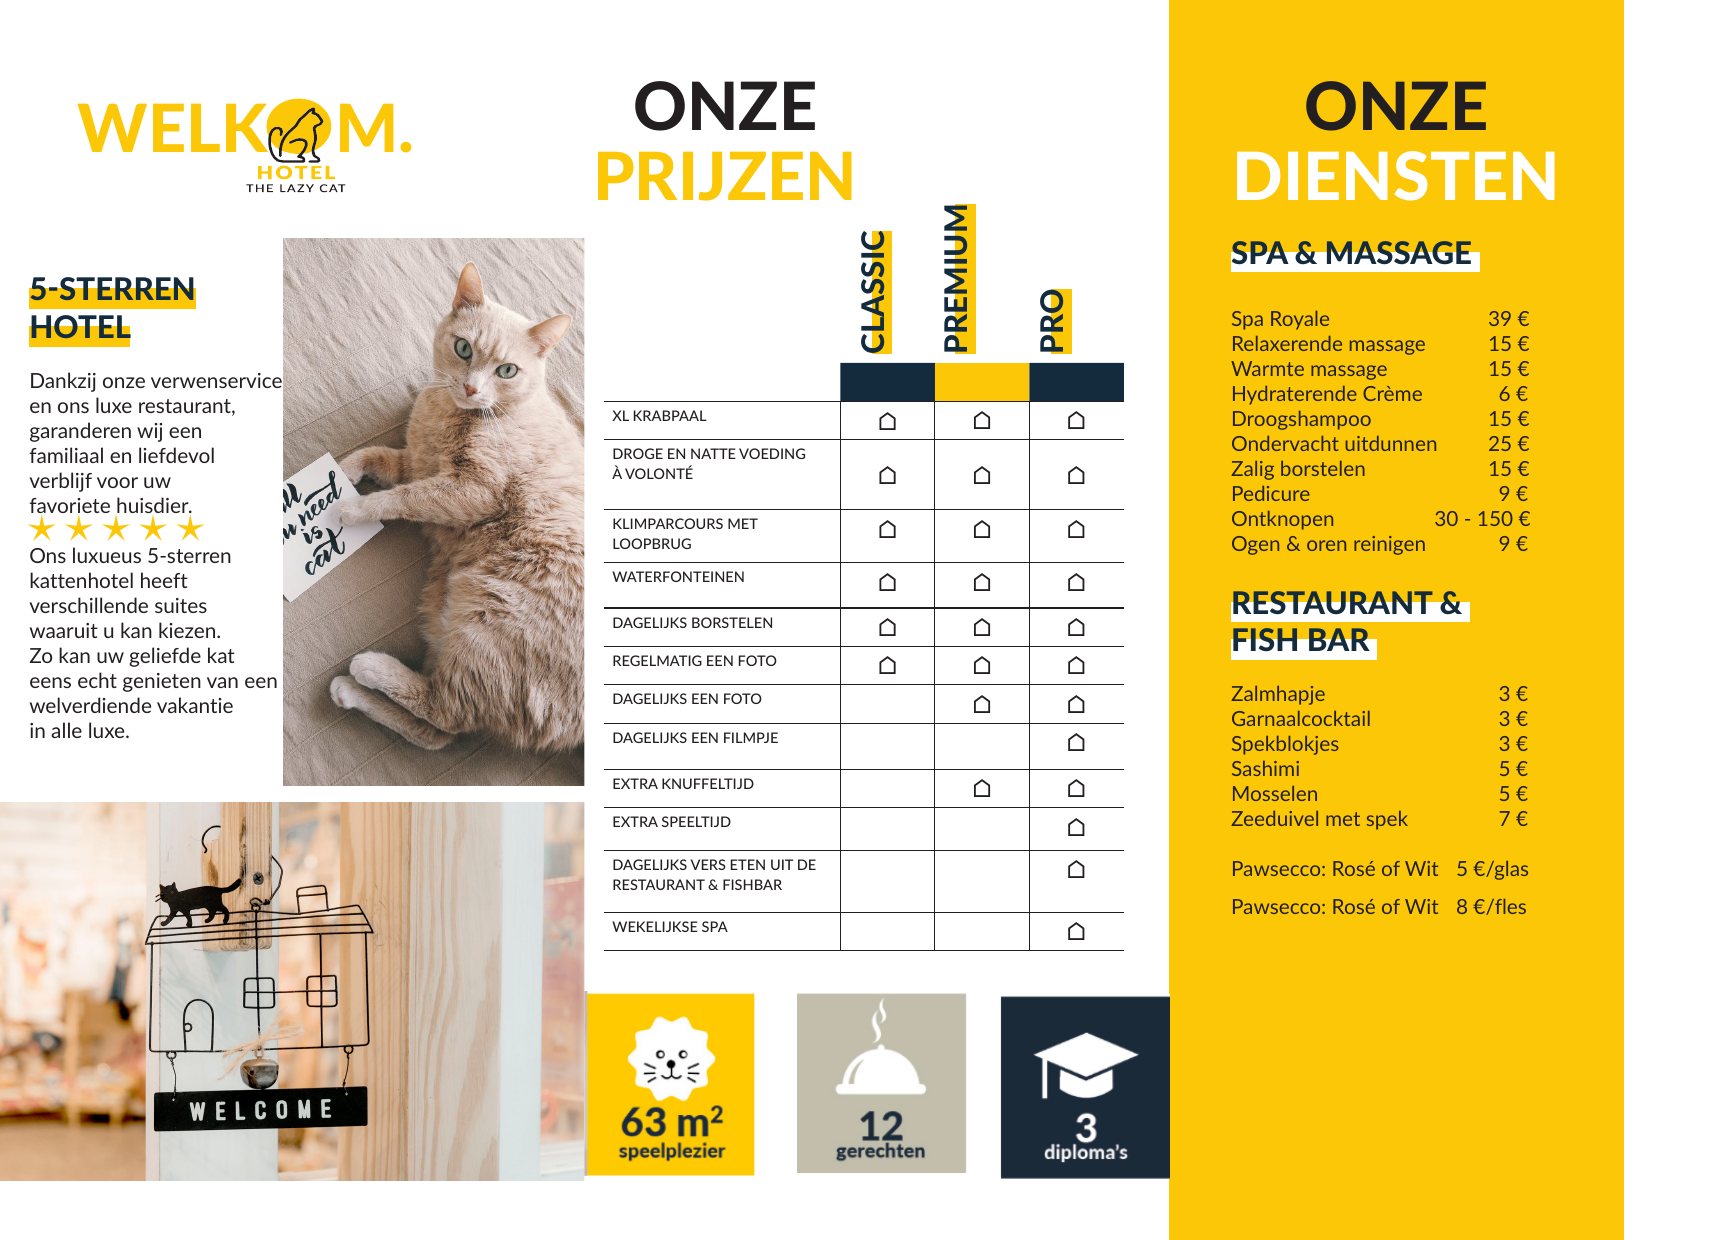 WELKOM.
HOTEL
THE LAZY CAT
5-STERREN
HOTEL
Dankzij onze verwenservice
en ons luxe restaurant,
garanderen wij een
familiaal en liefdevol
verblijf voor uw
favoriete huisdier.
Ons luxueus 5-sterren
kattenhotel heeft
verschillende suites
waaruit u kan kiezen.
Zo kan uw geliefde kat
eens echt genieten van een
welverdiende vakantie
in alle luxe.
need
is
cat
WELCOME
ONZE
PRIJZEN
CLASSIC
PREMIUM
PRO
XL KRABPAAL
DROGE EN NATTE VOEDING
À VOLONTÉ
KLIMPARCOURS MET
LOOPBRUG
WATERFONTEINEN
DAGELIJKS BORSTELEN
REGELMATIG EEN FOTO
DAGELIJKS EEN FOTO
DAGELIJKS EEN FILMPJE
EXTRA KNUFFELTIJD
EXTRA SPEELTIJD
DAGELIJKS VERS ETEN UIT DE
RESTAURANT & FISHBAR
WEKELIJKSE SPA
63 m²
speelplezier
12
gerechten
3
diploma's
ONZE
DIENSTEN
SPA & MASSAGE
Spa Royale 39 €
Relaxerende massage 15 €
Warmte massage 15 €
Hydraterende Crème 6 €
Droogshampoo 15 €
Ondervacht uitdunnen 25 €
Zalig borstelen 15 €
Pedicure 9 €
Ontknopen 30 - 150 €
Ogen & oren reinigen 9 €
RESTAURANT &
FISH BAR
Zalmhapje 3 €
Garnaalcocktail 3 €
Spekblokjes 3 €
Sashimi 5 €
Mosselen 5 €
Zeeduivel met spek 7 €
Pawsecco: Rosé of Wit 5 €/glas
Pawsecco: Rosé of Wit 8 €/fles